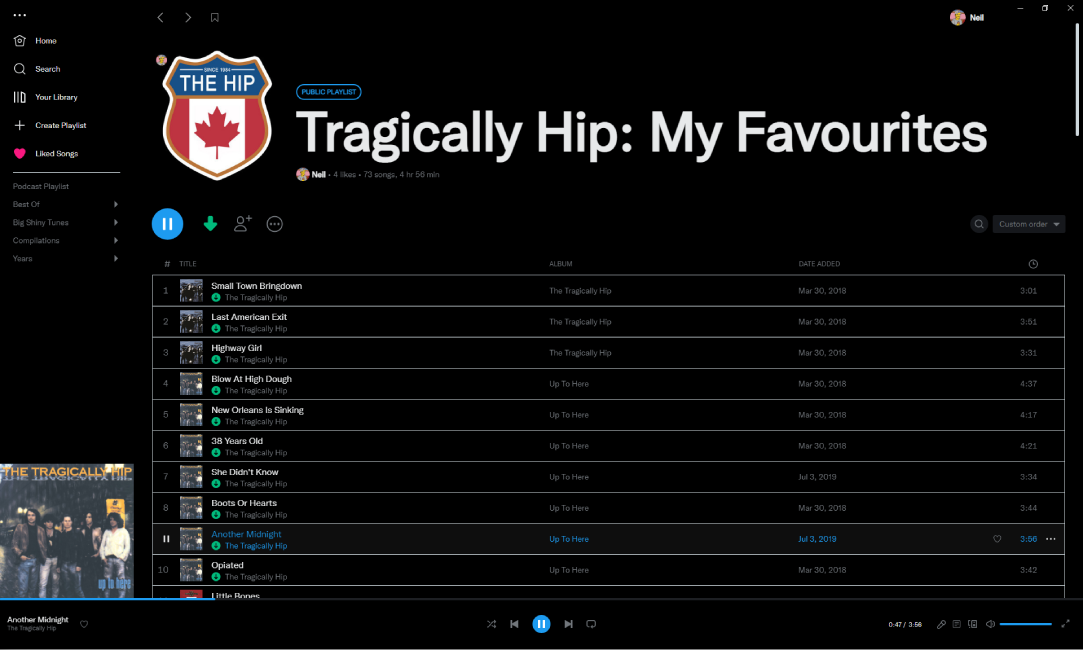 Home
Search
Your Library
Create Playlist
Liked Songs
Podcast Playlist
Best Of
Big Shiny Tunes
Compilations
Years
Neil
SINCE 1984
THE HIP
PUBLIC PLAYLIST
Tragically Hip: My Favourites
Neil • 4 likes • 73 songs, 4 hr 56 min
Custom order
# TITLE ALBUM DATE ADDED
1 Small Town Bringdown The Tragically Hip Mar 30, 2018 3:01
The Tragically Hip
2 Last American Exit The Tragically Hip Mar 30, 2018 3:51
The Tragically Hip
3 Highway Girl The Tragically Hip Mar 30, 2018 3:31
The Tragically Hip
4 Blow At High Dough Up To Here Mar 30, 2018 4:37
The Tragically Hip
5 New Orleans Is Sinking Up To Here Mar 30, 2018 4:17
The Tragically Hip
6 38 Years Old Up To Here Mar 30, 2018 4:21
The Tragically Hip
7 She Didn't Know Up To Here Jul 3, 2019 3:34
The Tragically Hip
8 Boots Or Hearts Up To Here Mar 30, 2018 3:44
The Tragically Hip
Another Midnight Up To Here Jul 3, 2019 3:56
The Tragically Hip
10 Opiated Up To Here Mar 30, 2018 3:42
The Tragically Hip
Little Bones
THE TRAGICALLY HIP
up to here
Another Midnight
The Tragically Hip
0:47 / 3:56